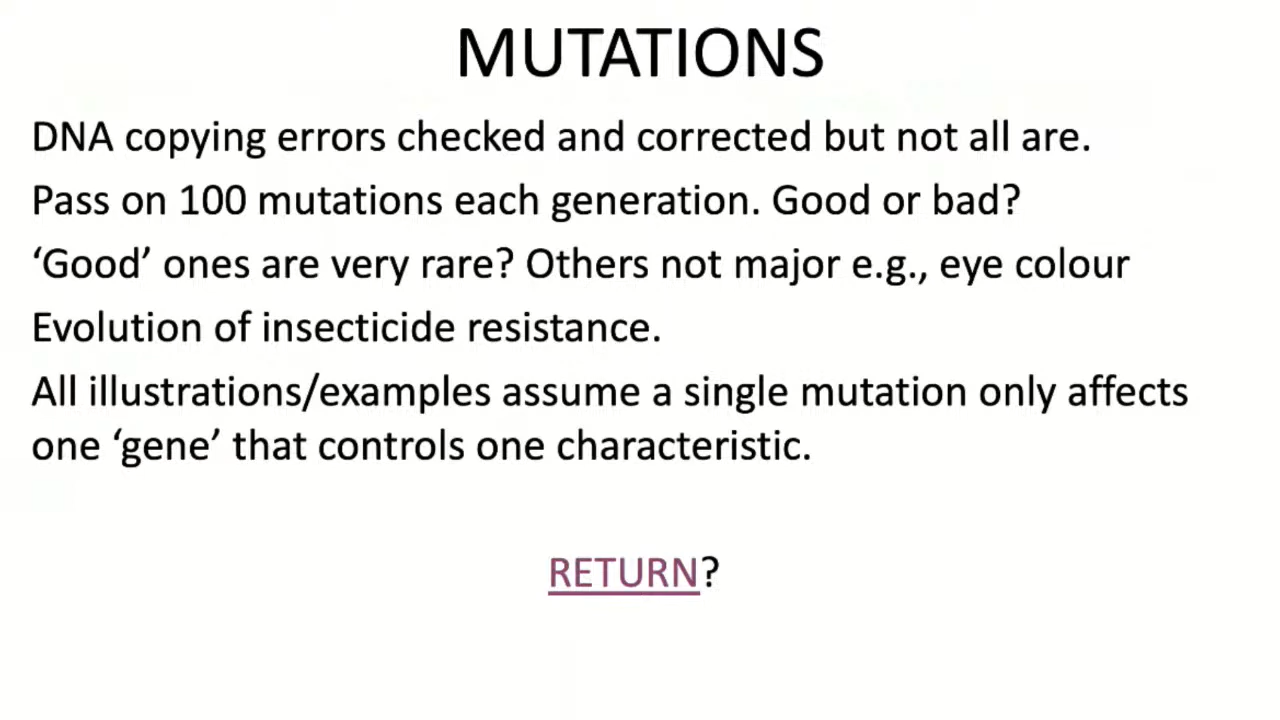 MUTATIONS
DNA copying errors checked and corrected but not all are.
Pass on 100 mutations each generation. Good or bad?
‘Good’ ones are very rare? Others not major e.g., eye colour
Evolution of insecticide resistance.
All illustrations/examples assume a single mutation only affects
one ‘gene’ that controls one characteristic.
RETURN?